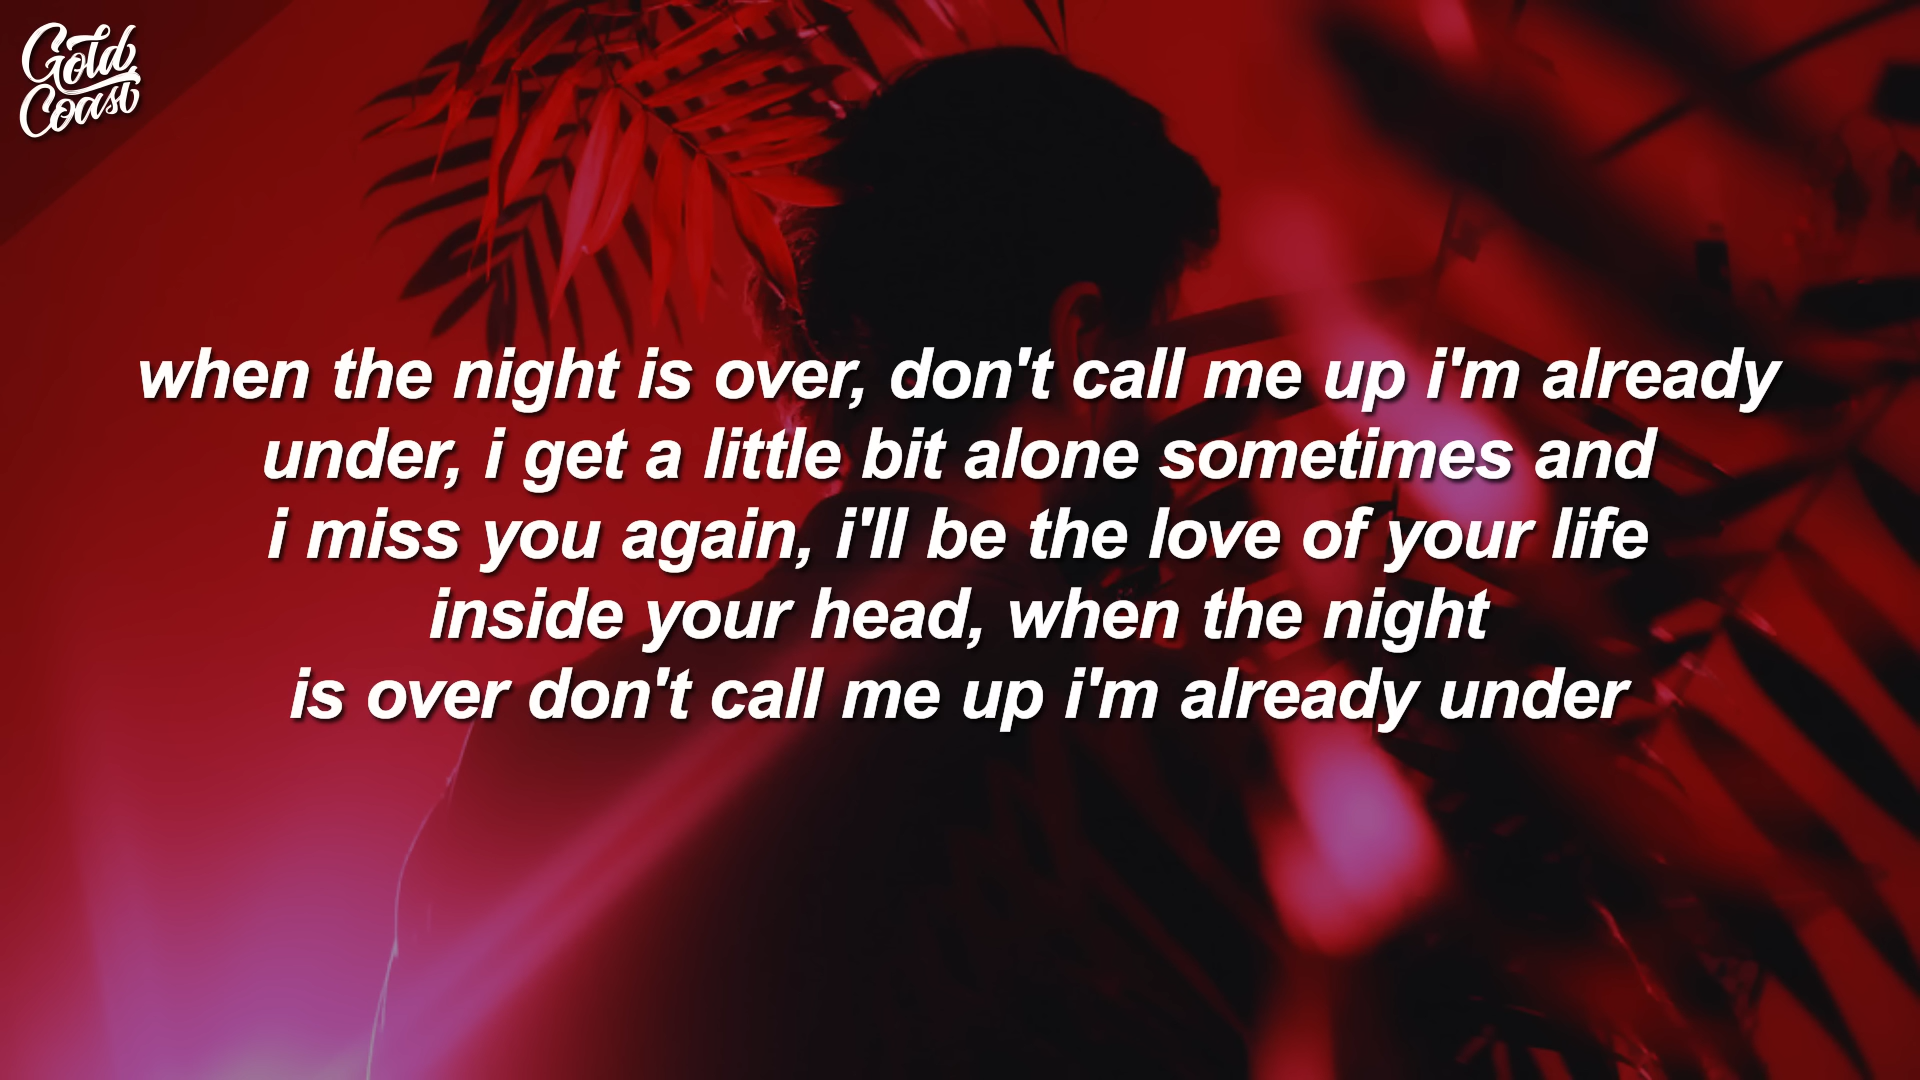 Gold
Coast
when the night is over, don't call me up i'm already
under, i get a little bit alone sometimes and
i miss you again, i'll be the love of your life
inside your head, when the night
is over don't call me up i'm already under